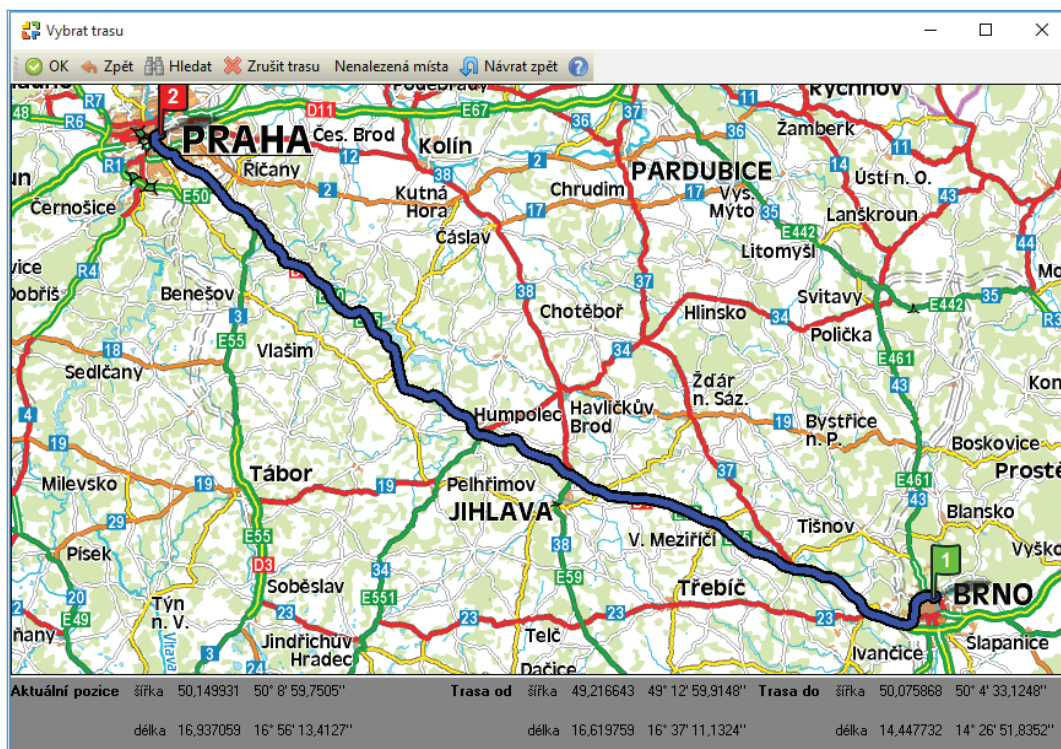 Vybrat trasu
OK Zpět Hledat Zrušit trasu Nenalezená místa Návrat zpět ?
48 R7 2 D11 E67 37 11 Rychnov
R6 PRAHA Čes. Brod 36 36 Žamberk 11
R1 Říčany 12 Kolín 2 PARDUBICE 14 Ústí n. O.
E50 2 38 Chrudim 17 Vys. Mýto 35 43
Černošice Kutná Hora 17 Lanškroun
Čáslav E442 44
R4 37 Litomyšl
Dobříš Benešov 38 Svitavy E442 35
3 Chotěboř Hlinsko 34 Polička
E55 Vlašim
18 34 E461
Sedlčany Žďár n. Sáz. 43
4 Humpolec Havlíčkův Brod 19 Bystřice n. P.
19 Boskovice
Tábor 19 37
Milevsko 19 Pelhřimov E461
29 JIHLAVA 43 Blansko
Písek E55 V. Meziříčí Tišnov
D3 38 1
20 Soběslav 34 E59 Třebíč BRNO
E49 Týn n. V. 23 E551 23 23
Vltava Jindřichův Hradec Telč Šlapanice
3 24 Dačice Ivančice
Aktuální pozice šířka 50,149931 50° 8' 59,7505'' Trasa od šířka 49,216643 49° 12' 59,9148'' Trasa do šířka 50,075868 50° 4' 33,1248''
délka 16,937059 16° 56' 13,4127'' délka 16,619759 16° 37' 11,1324'' délka 14,447732 14° 26' 51,8352''